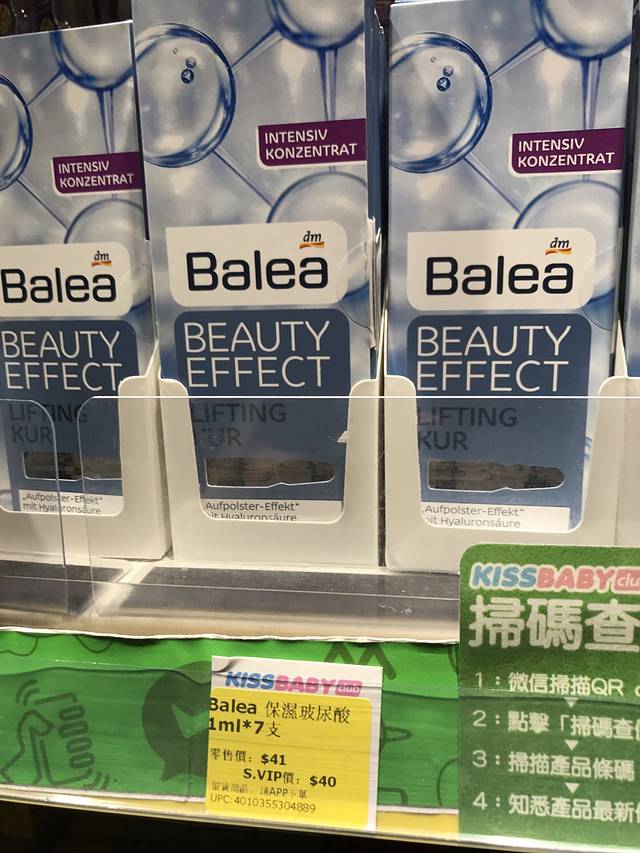 INTENSIV
KONZENTRAT
dm
Balea
BEAUTY
EFFECT
LIFTING
KUR
„Aufpolster-Effekt"
mit Hyaluronsäure
INTENSIV
KONZENTRAT
dm
Balea
BEAUTY
EFFECT
LIFTING
KUR
„Aufpolster-Effekt"
mit Hyaluronsäure
INTENSIV
KONZENTRAT
dm
Balea
BEAUTY
EFFECT
LIFTING
KUR
„Aufpolster-Effekt"
mit Hyaluronsäure
KISSBABY club
Balea 保濕玻尿酸
1ml*7支
零售價: $41
S.VIP價: $40
UPC:4010355304889
KISSBABY clu
掃碼查
1：微信掃描QR
2：點擊「掃碼查
3：掃描產品條碼
4：知悉產品最新